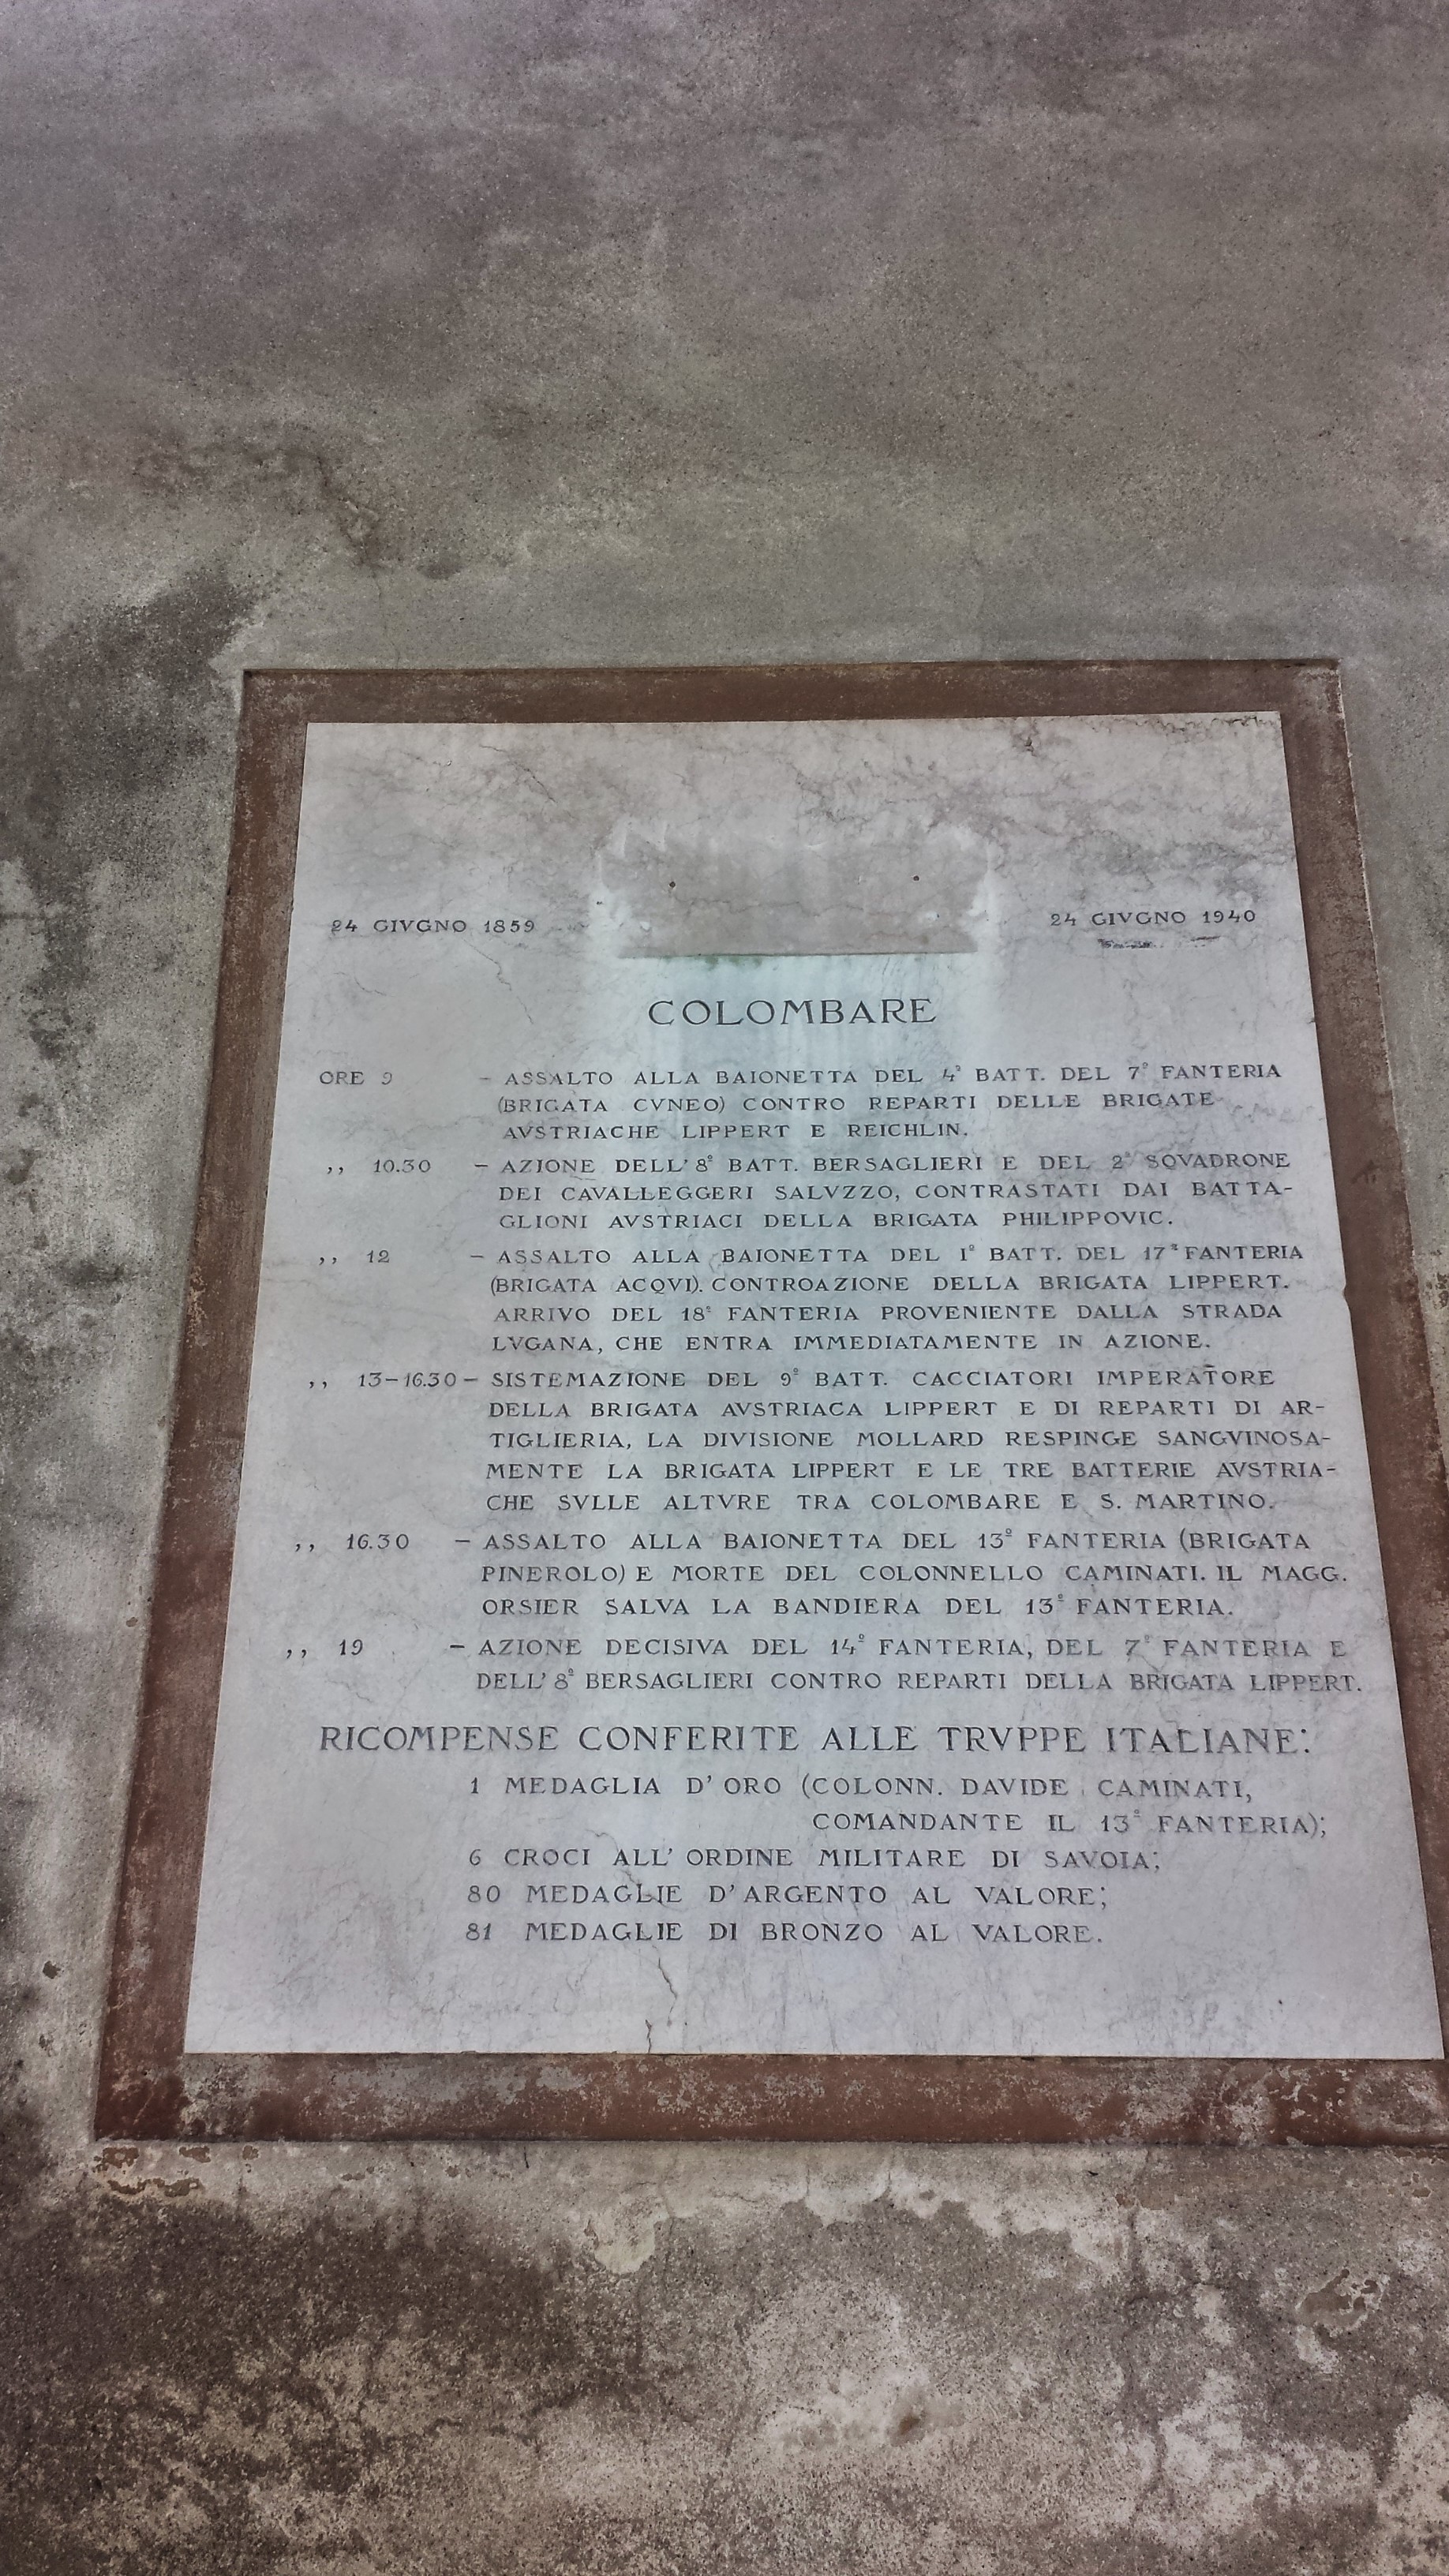 24 GIVGNO 1859
24 GIVGNO 1940
COLOMBARE
ORE 9 – ASSALTO ALLA BAIONETTA DEL 4° BATT. DEL 7° FANTERIA
(BRIGATA CVNEO) CONTRO REPARTI DELLE BRIGATE
AVSTRIACHE LIPPERT E REICHLIN.
,, 10.30 – AZIONE DELL'8° BATT. BERSAGLIERI E DEL 2° SQVADRONE
DEI CAVALLEGGERI SALVZZO, CONTRASTATI DAI BATTA-
GLIONI AVSTRIACI DELLA BRIGATA PHILIPPOVIC.
,, 12 – ASSALTO ALLA BAIONETTA DEL 1° BATT. DEL 17° FANTERIA
(BRIGATA ACQVI). CONTROAZIONE DELLA BRIGATA LIPPERT.
ARRIVO DEL 18° FANTERIA PROVENIENTE DALLA STRADA
LVGANA, CHE ENTRA IMMEDIATAMENTE IN AZIONE.
,, 13-16.30 – SISTEMAZIONE DEL 9° BATT. CACCIATORI IMPERATORE
DELLA BRIGATA AVSTRIACA LIPPERT E DI REPARTI DI AR-
TIGLIERIA, LA DIVISIONE MOLLARD RESPINGE SANGVINOSA-
MENTE LA BRIGATA LIPPERT E LE TRE BATTERIE AVSTRIA-
CHE SVLLE ALTVRE TRA COLOMBARE E S. MARTINO.
,, 16.30 – ASSALTO ALLA BAIONETTA DEL 13° FANTERIA (BRIGATA
PINEROLO) E MORTE DEL COLONNELLO CAMINATI. IL MAGG.
ORSIER SALVA LA BANDIERA DEL 13° FANTERIA.
,, 19 – AZIONE DECISIVA DEL 14° FANTERIA, DEL 7° FANTERIA E
DELL'8° BERSAGLIERI CONTRO REPARTI DELLA BRIGATA LIPPERT.
RICOMPENSE CONFERITE ALLE TRVPPE ITALIANE:
1 MEDAGLIA D'ORO (COLONN. DAVIDE CAMINATI,
COMANDANTE IL 13° FANTERIA);
6 CROCI ALL'ORDINE MILITARE DI SAVOIA;
80 MEDAGLIE D'ARGENTO AL VALORE;
81 MEDAGLIE DI BRONZO AL VALORE.